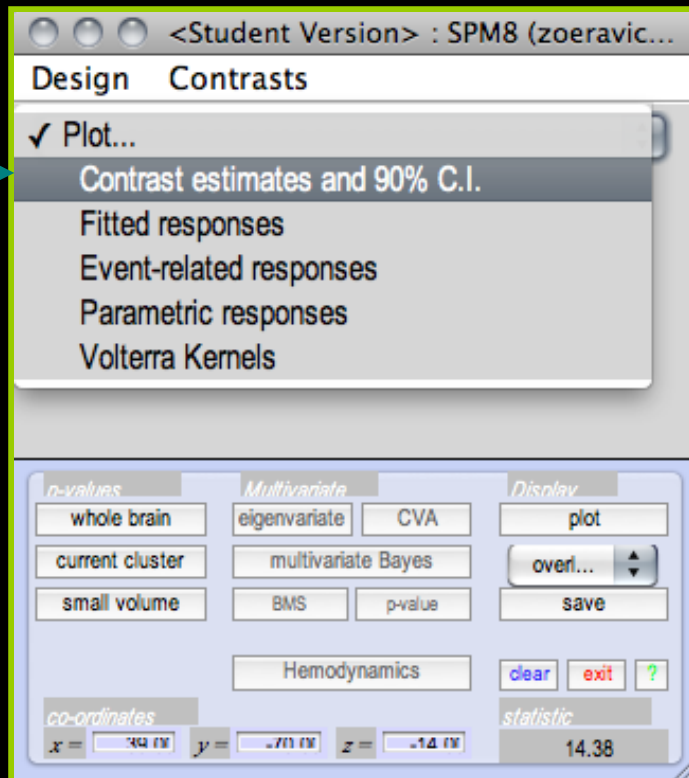 <Student Version> : SPM8 (zoeravic...
Design Contrasts
✓ Plot...
Contrast estimates and 90% C.I.
Fitted responses
Event-related responses
Parametric responses
Volterra Kernels
p-values Multivariate Display
whole brain eigenvariate CVA plot
current cluster multivariate Bayes overl...
small volume BMS p-value save
Hemodynamics clear exit ?
co-ordinates statistic
x = y = z = 14.38